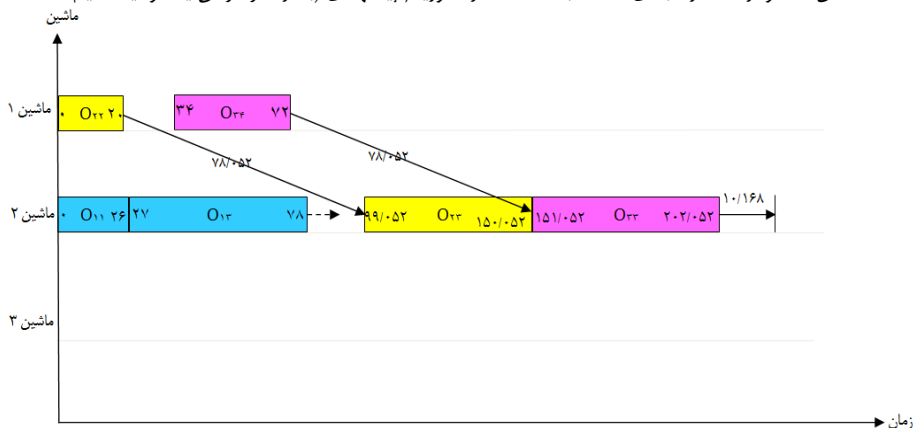 ماشین
ماشین ۱
۰ O۲۲ ۲۰
۳۴ O۳۴ ۷۲
۷۸/۰۵۲
۷۸/۰۵۲
ماشین ۲
۰ O۱۱ ۲۶
۲۷ O۱۳ ۷۸
۹۹/۰۵۲ O۲۳ ۱۵۰/۰۵۲
۱۵۱/۰۵۲ O۳۳ ۲۰۲/۰۵۲
۱۰/۱۶۸
ماشین ۳
زمان